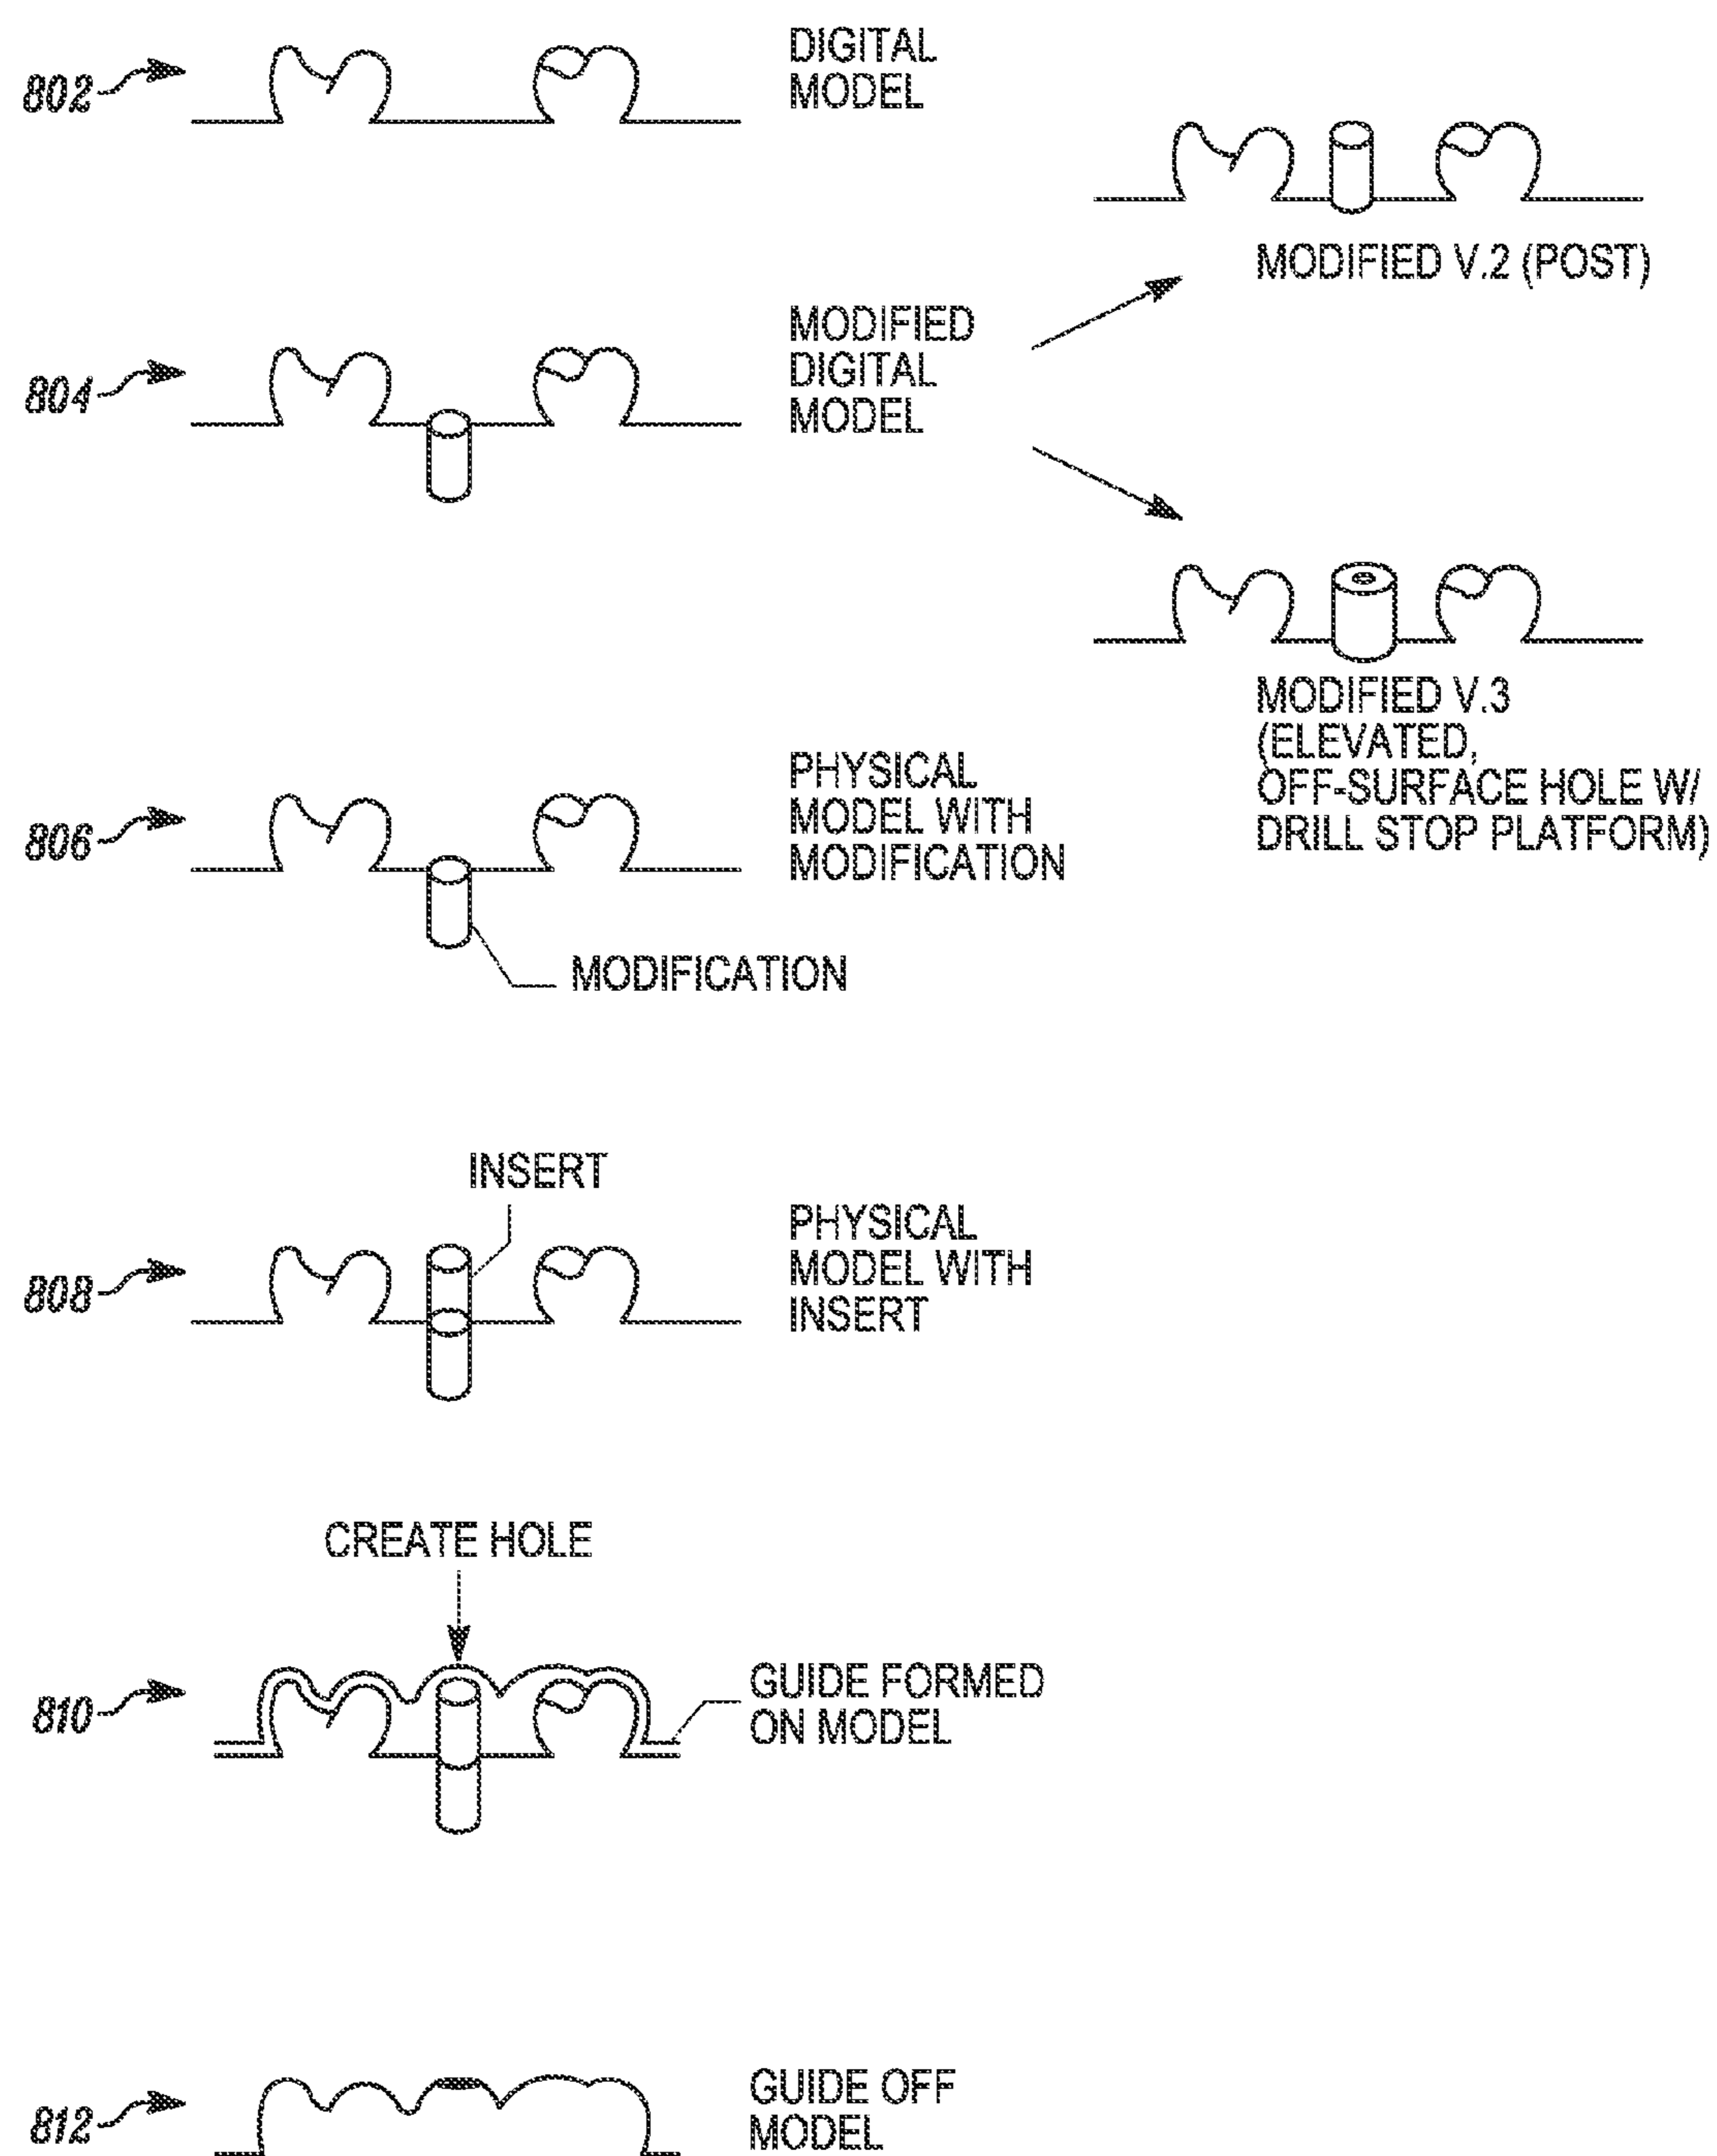 802
DIGITAL
MODEL
MODIFIED V.2 (POST)
804
MODIFIED
DIGITAL
MODEL
MODIFIED V.3
(ELEVATED,
OFF-SURFACE HOLE W/
DRILL STOP PLATFORM)
806
PHYSICAL
MODEL WITH
MODIFICATION
MODIFICATION
INSERT
808
PHYSICAL
MODEL WITH
INSERT
CREATE HOLE
810
GUIDE FORMED
ON MODEL
812
GUIDE OFF
MODEL